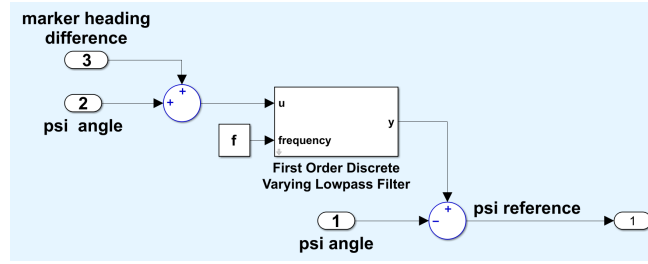 marker heading
difference
3
+
2
+
psi angle
u
y
f
frequency
First Order Discrete
Varying Lowpass Filter
+
psi reference
1
−
1
psi angle